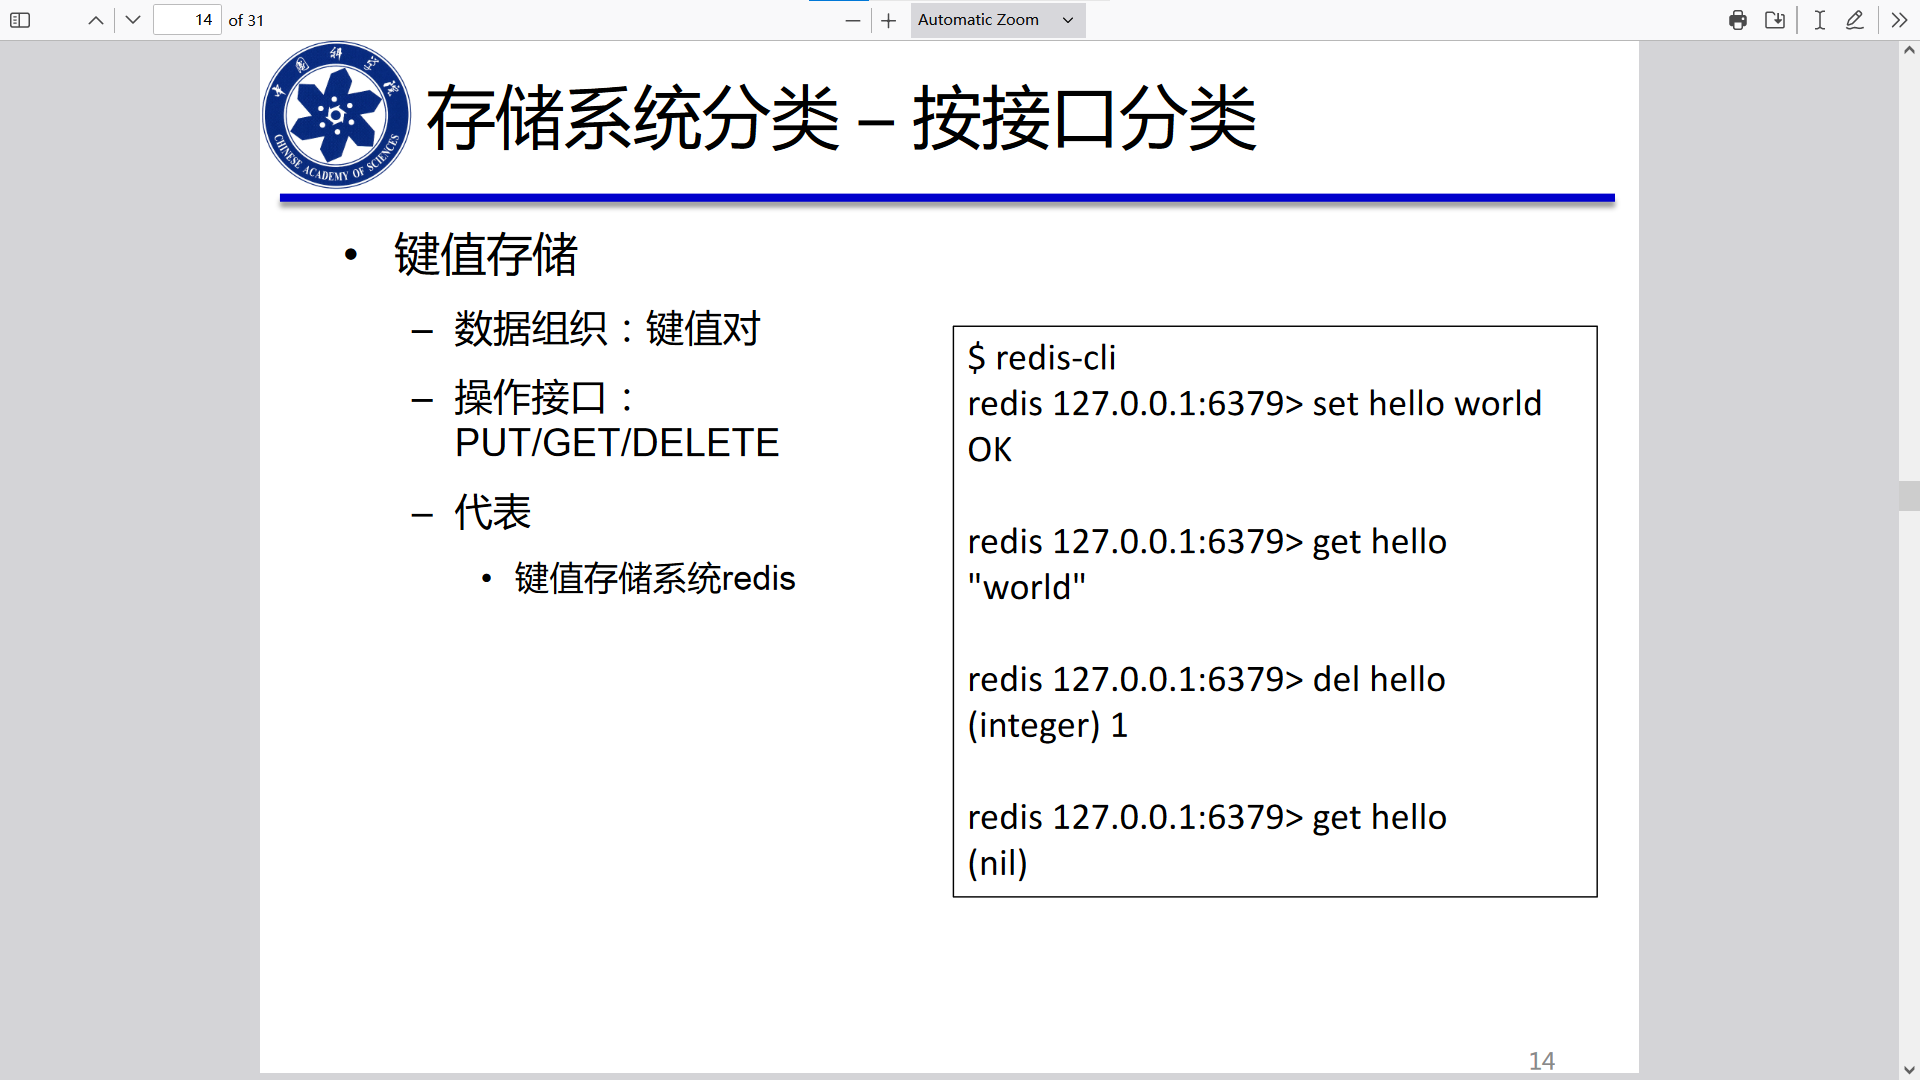 14 of 31
Automatic Zoom
中国科学院
CHINESE ACADEMY OF SCIENCES
存储系统分类 – 按接口分类
• 键值存储
– 数据组织：键值对
– 操作接口：
PUT/GET/DELETE
– 代表
• 键值存储系统redis
$ redis-cli
redis 127.0.0.1:6379> set hello world
OK
redis 127.0.0.1:6379> get hello
"world"
redis 127.0.0.1:6379> del hello
(integer) 1
redis 127.0.0.1:6379> get hello
(nil)
14